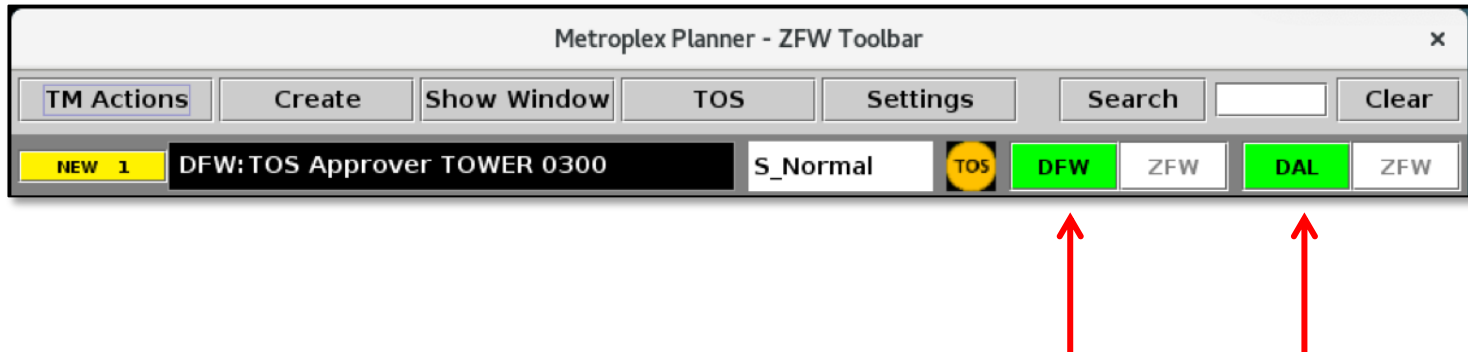 Metroplex Planner - ZFW Toolbar ×
TM Actions Create Show Window TOS Settings Search Clear
NEW 1 DFW:TOS Approver TOWER 0300 S_Normal TOS DFW ZFW DAL ZFW